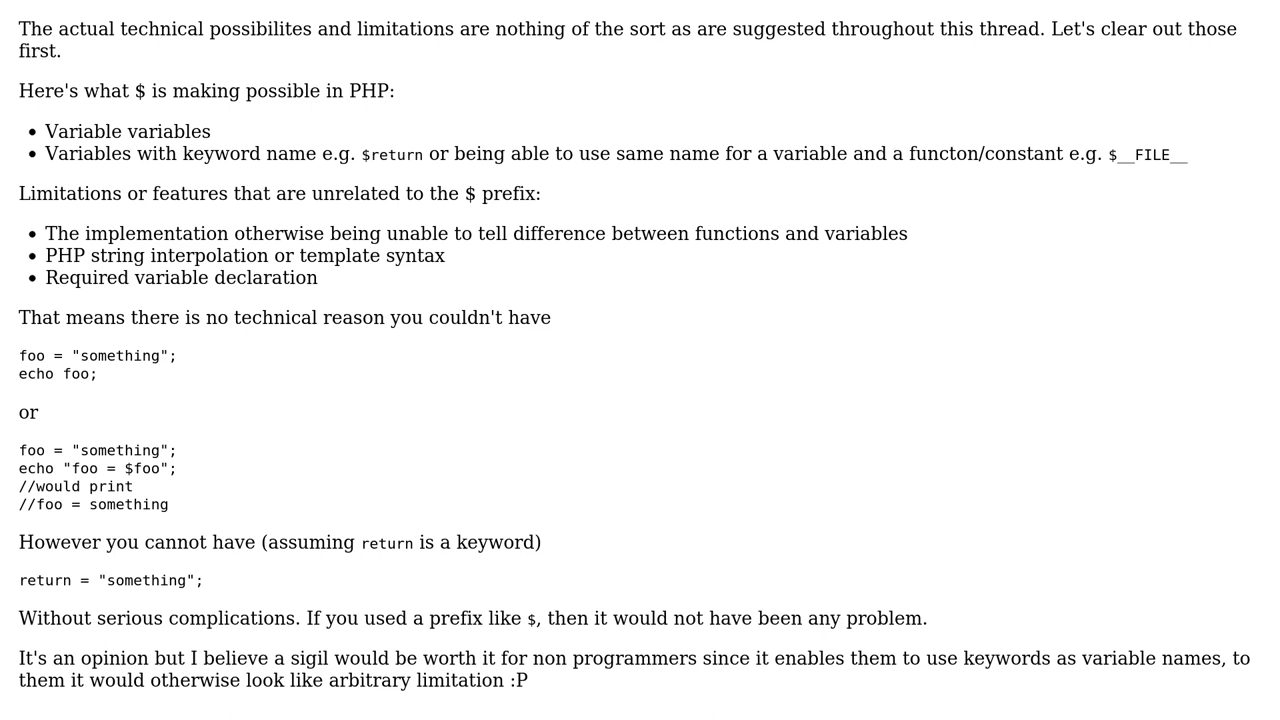 The actual technical possibilites and limitations are nothing of the sort as are suggested throughout this thread. Let's clear out those
first.
Here's what $ is making possible in PHP:
• Variable variables
• Variables with keyword name e.g. $return or being able to use same name for a variable and a functon/constant e.g. $__FILE__
Limitations or features that are unrelated to the $ prefix:
• The implementation otherwise being unable to tell difference between functions and variables
• PHP string interpolation or template syntax
• Required variable declaration
That means there is no technical reason you couldn't have
foo = "something";
echo foo;
or
foo = "something";
echo "foo = $foo";
//would print
//foo = something
However you cannot have (assuming return is a keyword)
return = "something";
Without serious complications. If you used a prefix like $, then it would not have been any problem.
It's an opinion but I believe a sigil would be worth it for non programmers since it enables them to use keywords as variable names, to
them it would otherwise look like arbitrary limitation :P